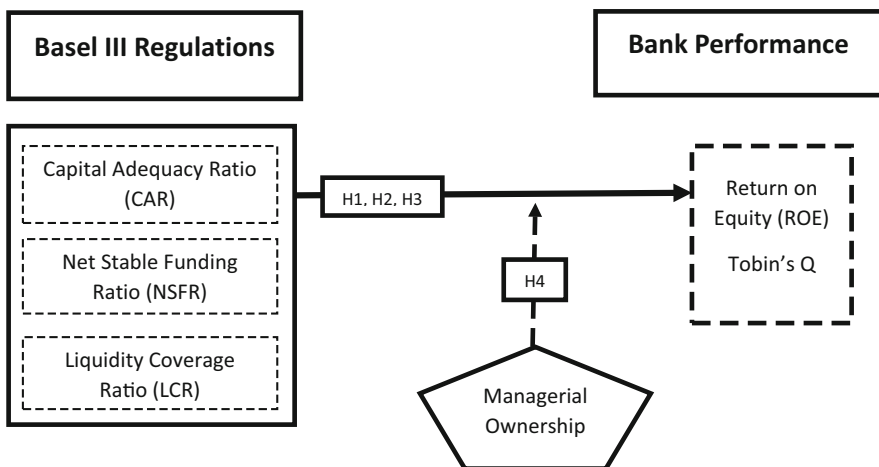 Basel III Regulations
Bank Performance
Capital Adequacy Ratio
(CAR)
Net Stable Funding
Ratio (NSFR)
Liquidity Coverage
Ratio (LCR)
H1, H2, H3
H4
Managerial
Ownership
Return on
Equity (ROE)
Tobin’s Q